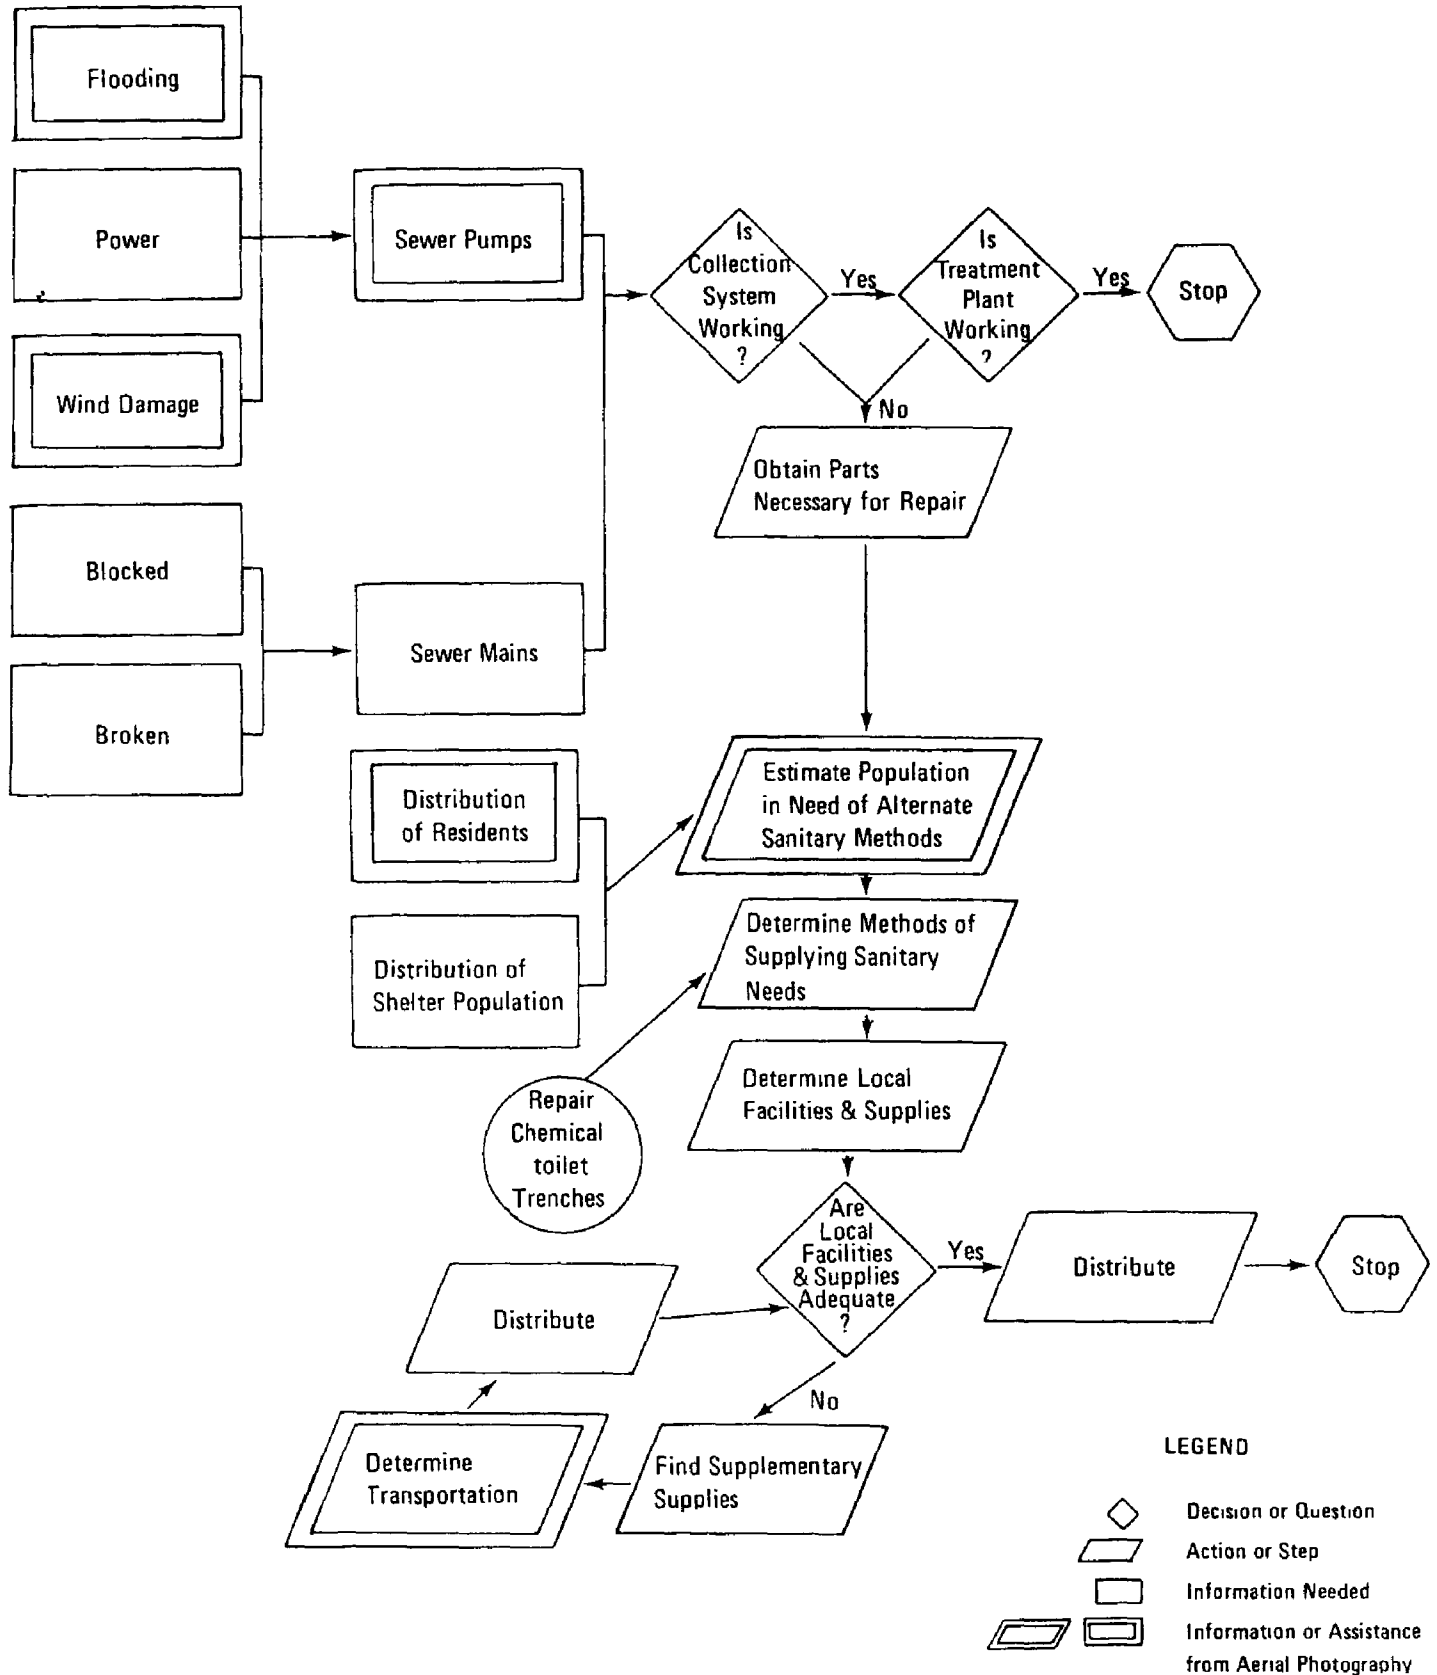 Flooding
Power
Wind Damage
Blocked
Broken
Sewer Pumps
Sewer Mains
Is
Collection
System
Working
?
Yes
Is
Treatment
Plant
Working
?
Yes
Stop
No
Obtain Parts
Necessary for Repair
Distribution
of Residents
Distribution of
Shelter Population
Estimate Population
in Need of Alternate
Sanitary Methods
Determine Methods of
Supplying Sanitary
Needs
Repair
Chemical
toilet
Trenches
Determine Local
Facilities & Supplies
Are
Local
Facilities
& Supplies
Adequate
?
Yes
Distribute
Stop
No
Find Supplementary
Supplies
Determine
Transportation
Distribute
LEGEND
Decision or Question
Action or Step
Information Needed
Information or Assistance
from Aerial Photography